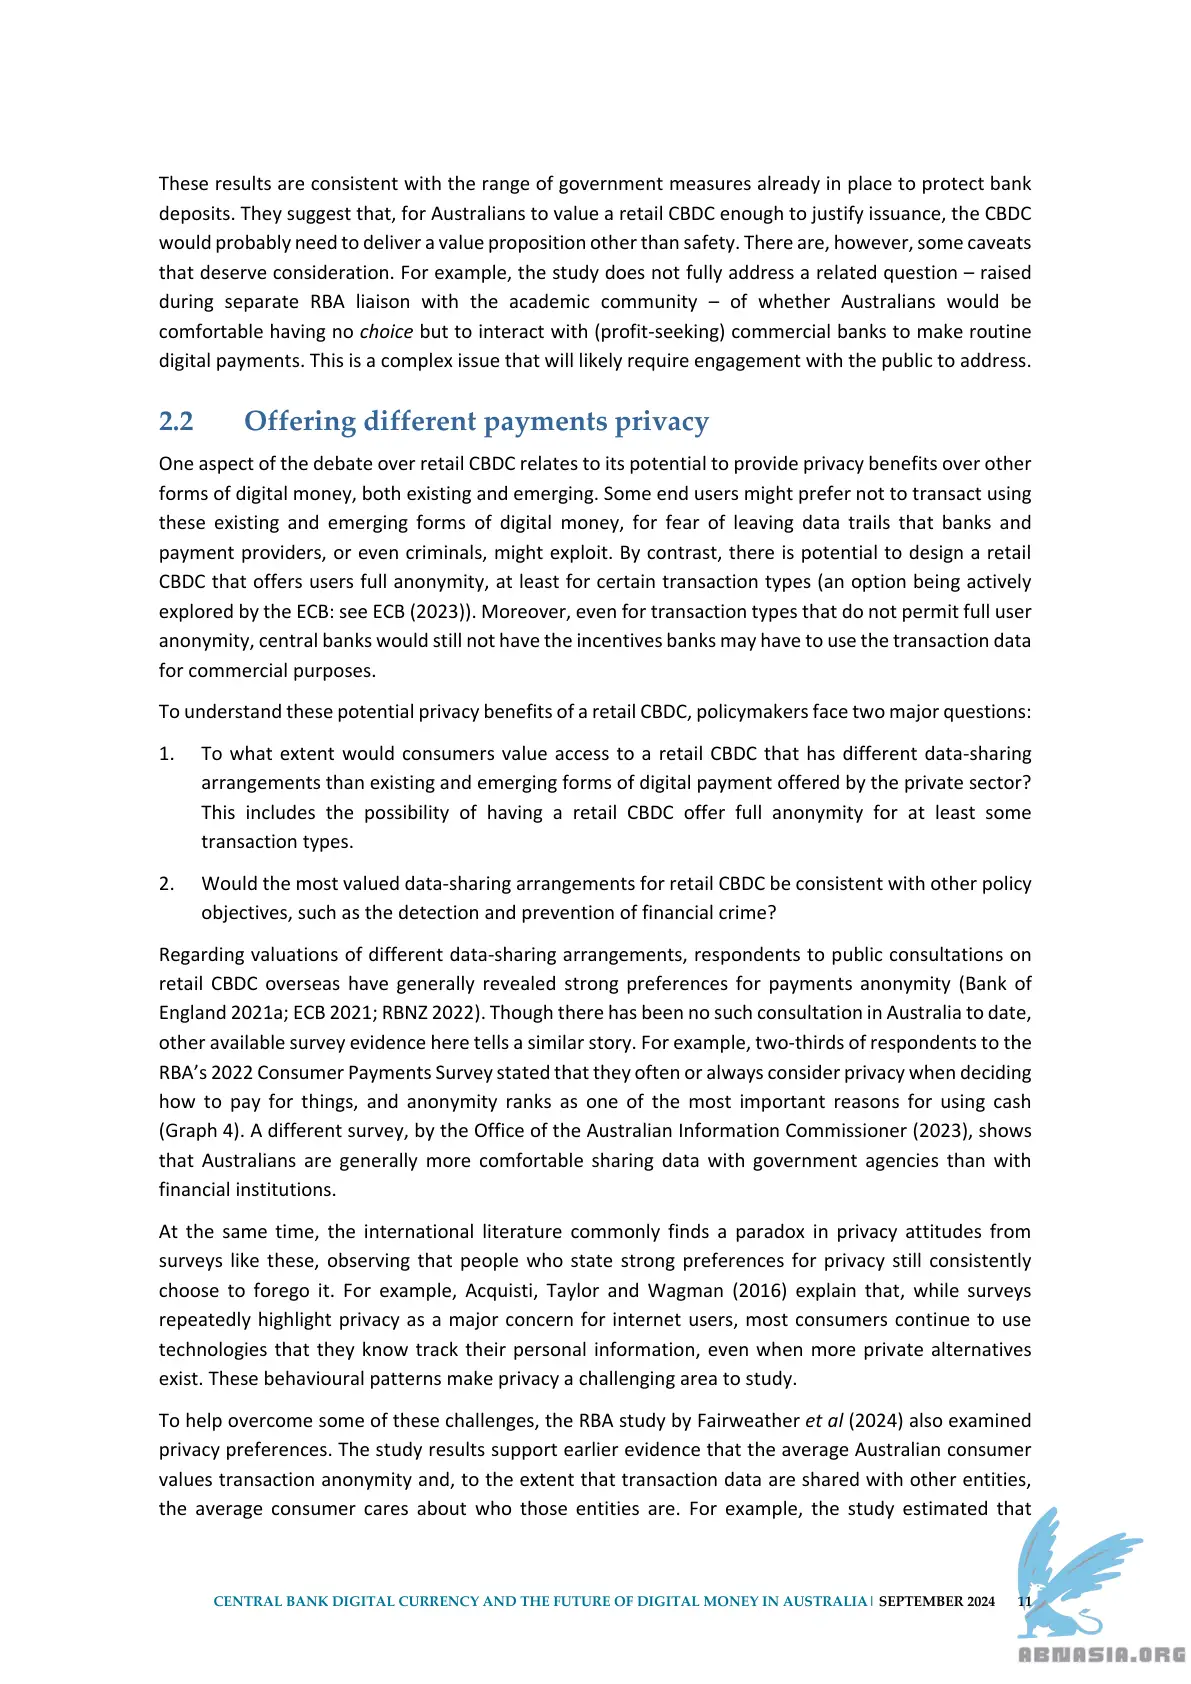 These results are consistent with the range of government measures already in place to protect bank
deposits. They suggest that, for Australians to value a retail CBDC enough to justify issuance, the CBDC
would probably need to deliver a value proposition other than safety. There are, however, some caveats
that deserve consideration. For example, the study does not fully address a related question – raised
during separate RBA liaison with the academic community – of whether Australians would be
comfortable having no choice but to interact with (profit-seeking) commercial banks to make routine
digital payments. This is a complex issue that will likely require engagement with the public to address.
2.2 Offering different payments privacy
One aspect of the debate over retail CBDC relates to its potential to provide privacy benefits over other
forms of digital money, both existing and emerging. Some end users might prefer not to transact using
these existing and emerging forms of digital money, for fear of leaving data trails that banks and
payment providers, or even criminals, might exploit. By contrast, there is potential to design a retail
CBDC that offers users full anonymity, at least for certain transaction types (an option being actively
explored by the ECB: see ECB (2023)). Moreover, even for transaction types that do not permit full user
anonymity, central banks would still not have the incentives banks may have to use the transaction data
for commercial purposes.
To understand these potential privacy benefits of a retail CBDC, policymakers face two major questions:
1. To what extent would consumers value access to a retail CBDC that has different data-sharing
arrangements than existing and emerging forms of digital payment offered by the private sector?
This includes the possibility of having a retail CBDC offer full anonymity for at least some
transaction types.
2. Would the most valued data-sharing arrangements for retail CBDC be consistent with other policy
objectives, such as the detection and prevention of financial crime?
Regarding valuations of different data-sharing arrangements, respondents to public consultations on
retail CBDC overseas have generally revealed strong preferences for payments anonymity (Bank of
England 2021a; ECB 2021; RBNZ 2022). Though there has been no such consultation in Australia to date,
other available survey evidence here tells a similar story. For example, two-thirds of respondents to the
RBA’s 2022 Consumer Payments Survey stated that they often or always consider privacy when deciding
how to pay for things, and anonymity ranks as one of the most important reasons for using cash
(Graph 4). A different survey, by the Office of the Australian Information Commissioner (2023), shows
that Australians are generally more comfortable sharing data with government agencies than with
financial institutions.
At the same time, the international literature commonly finds a paradox in privacy attitudes from
surveys like these, observing that people who state strong preferences for privacy still consistently
choose to forego it. For example, Acquisti, Taylor and Wagman (2016) explain that, while surveys
repeatedly highlight privacy as a major concern for internet users, most consumers continue to use
technologies that they know track their personal information, even when more private alternatives
exist. These behavioural patterns make privacy a challenging area to study.
To help overcome some of these challenges, the RBA study by Fairweather et al (2024) also examined
privacy preferences. The study results support earlier evidence that the average Australian consumer
values transaction anonymity and, to the extent that transaction data are shared with other entities,
the average consumer cares about who those entities are. For example, the study estimated that
CENTRAL BANK DIGITAL CURRENCY AND THE FUTURE OF DIGITAL MONEY IN AUSTRALIA| SEPTEMBER 2024 11
ABNASIA.ORG